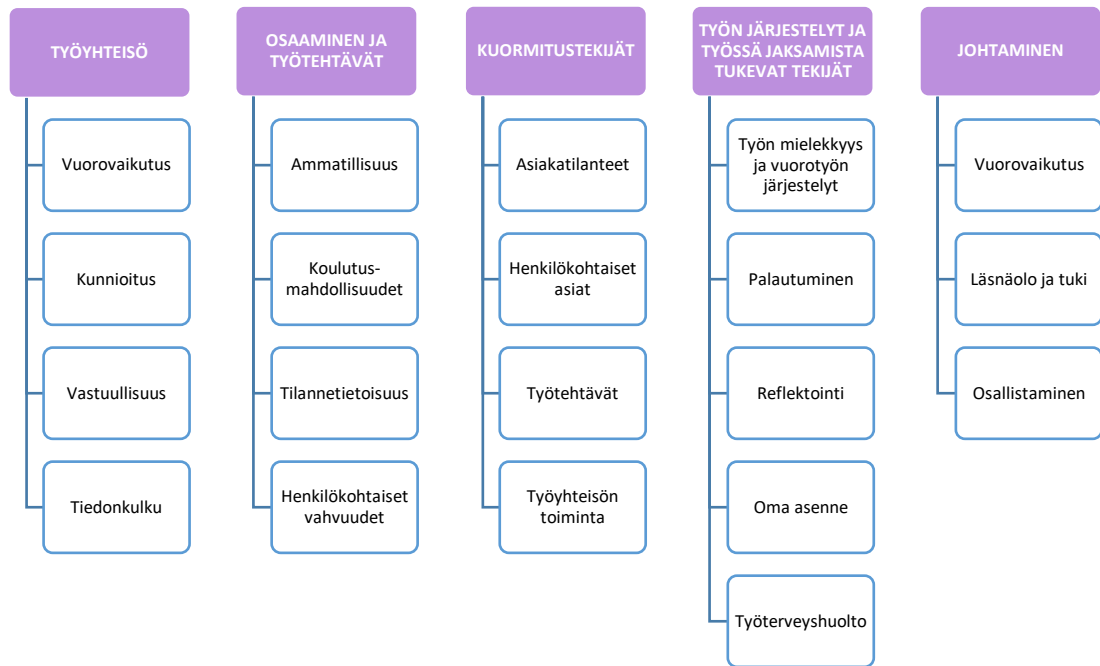 TYÖYHTEISÖ
Vuorovaikutus
Kunnioitus
Vastuullisuus
Tiedonkulku
OSAAMINEN JA
TYÖTEHTÄVÄT
Ammatillisuus
Koulutus-
mahdollisuudet
Tilannetietoisuus
Henkilökohtaiset
vahvuudet
KUORMITUSTEKIJÄT
Asiakatilanteet
Henkilökohtaiset
asiat
Työtehtävät
Työyhteisön
toiminta
TYÖN JÄRJESTELYT JA
TYÖSSÄ JAKSAMISTA
TUKEVAT TEKIJÄT
Työn mielekkyys
ja vuorotyön
järjestelyt
Palautuminen
Reflektointi
Oma asenne
Työterveyshuolto
JOHTAMINEN
Vuorovaikutus
Läsnäolo ja tuki
Osallistaminen